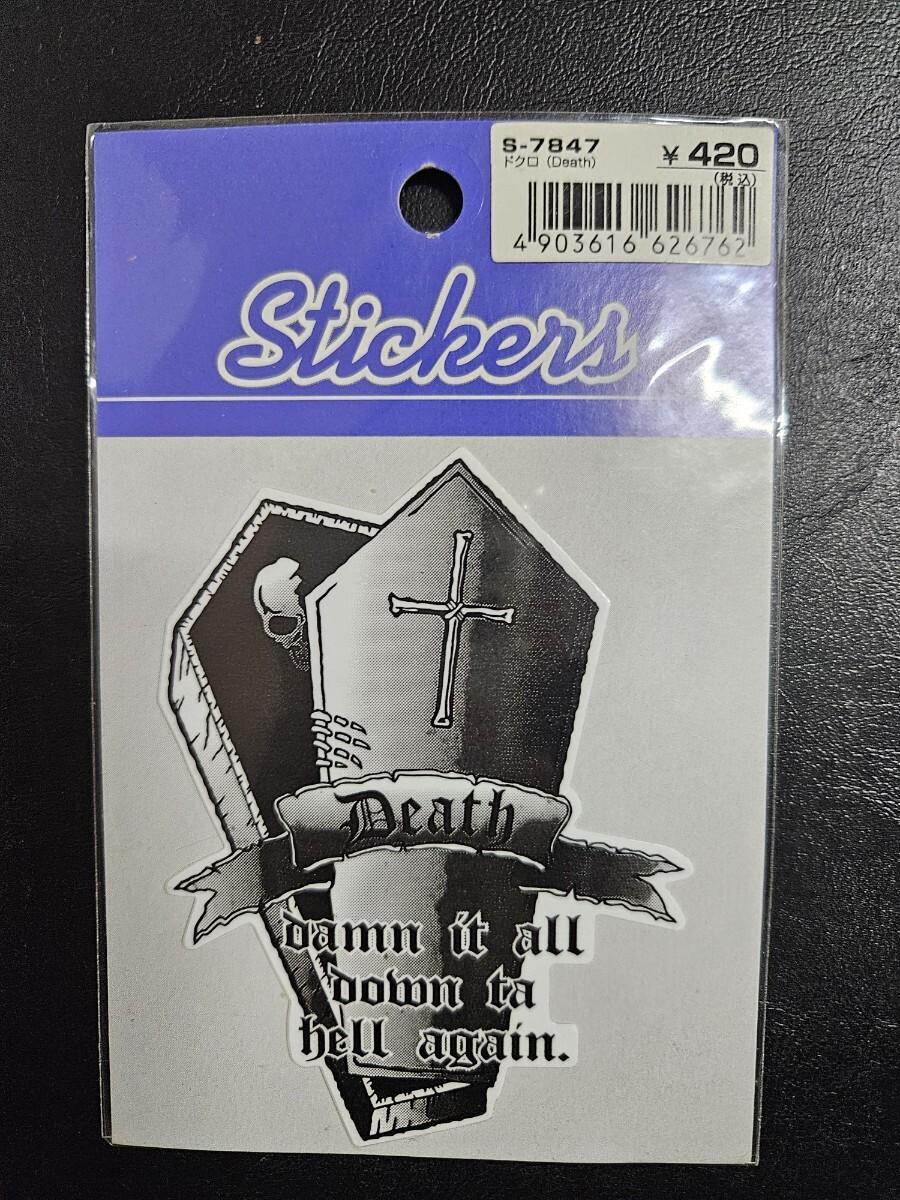 S-7847
ドクロ (Death)
¥420
(税込)
4 903616 626762
Stickers
Death
damn it all
down ta
hell again.